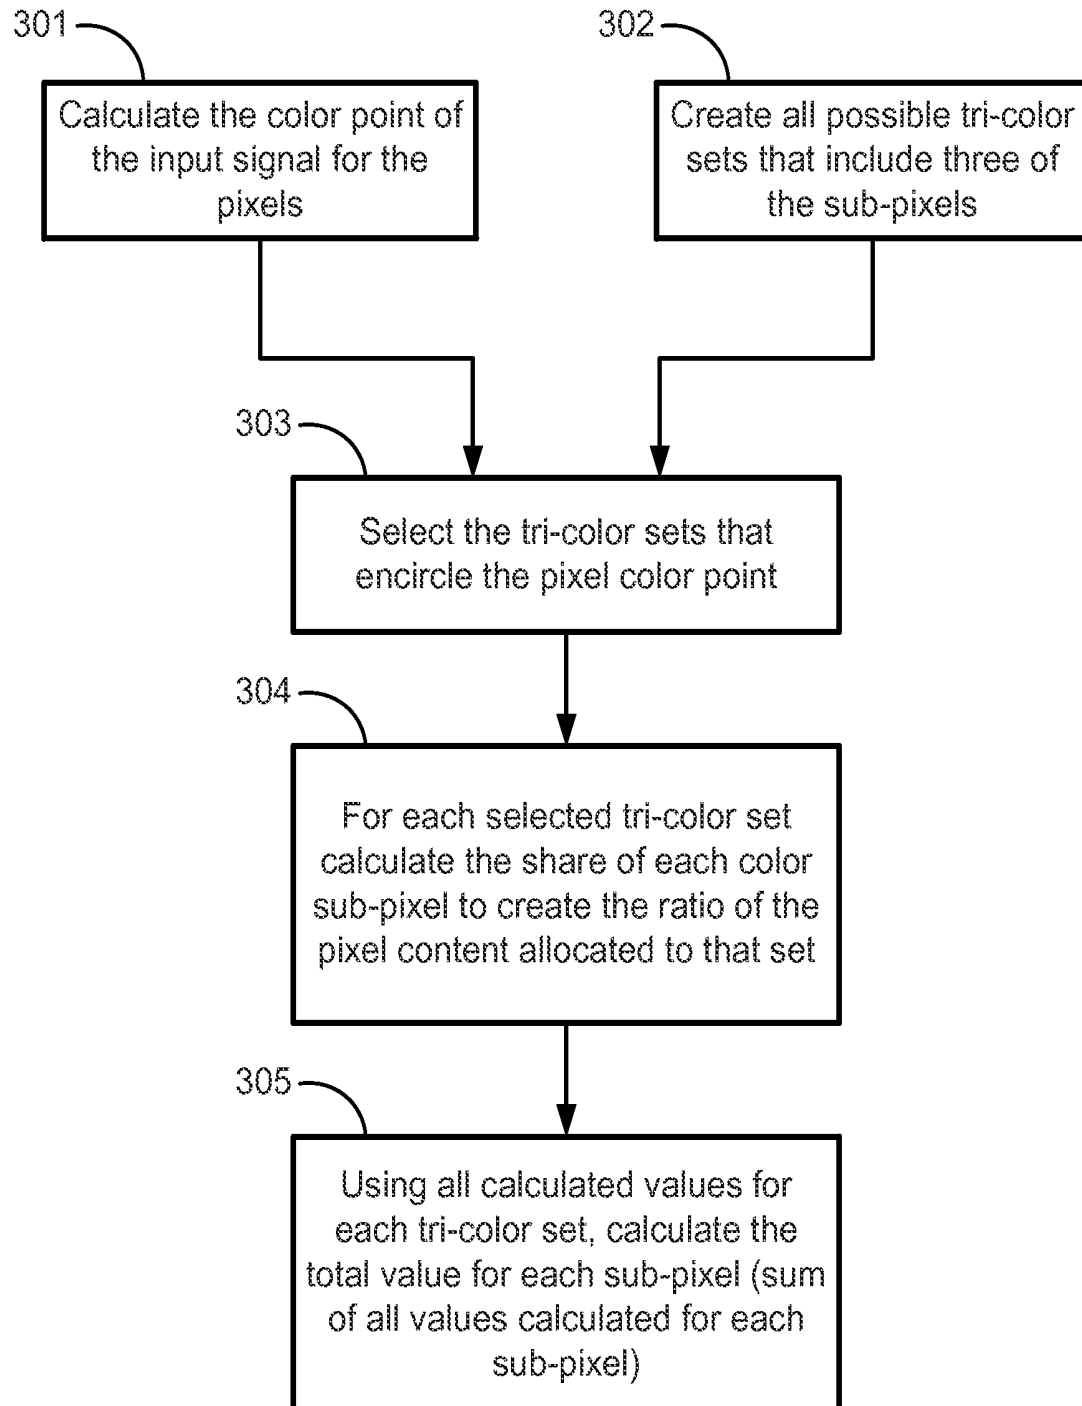 301
302
Calculate the color point of
the input signal for the
pixels
Create all possible tri-color
sets that include three of
the sub-pixels
303
Select the tri-color sets that
encircle the pixel color point
304
For each selected tri-color set
calculate the share of each color
sub-pixel to create the ratio of the
pixel content allocated to that set
305
Using all calculated values for
each tri-color set, calculate the
total value for each sub-pixel (sum
of all values calculated for each
sub-pixel)